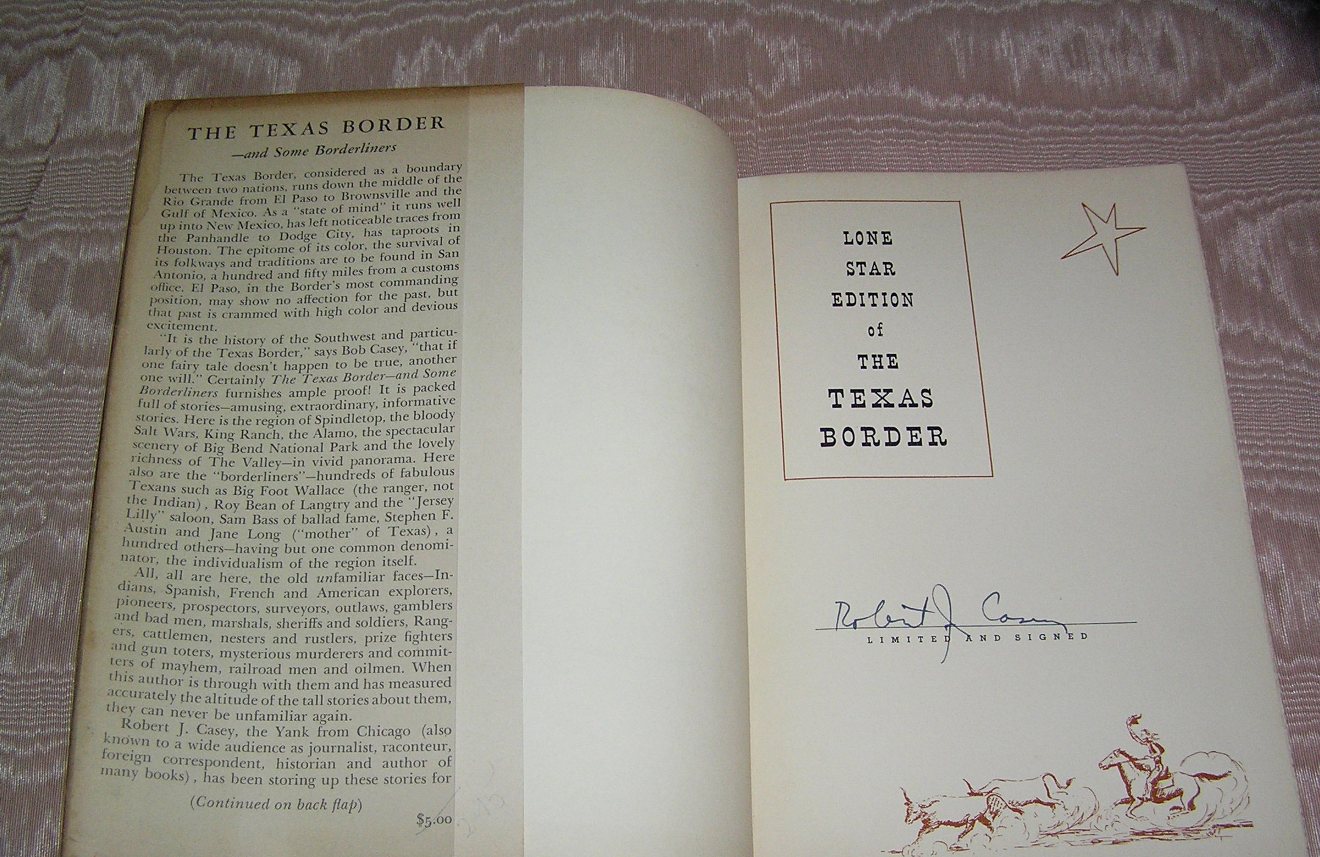 THE TEXAS BORDER
—and Some Borderliners
The Texas Border, considered as a boundary
between two nations, runs down the middle of the
Rio Grande from El Paso to Brownsville and the
Gulf of Mexico. As a "state of mind" it runs well
up into New Mexico, has left noticeable traces from
the Panhandle to Dodge City, has taproots in
Houston. The epitome of its color, the survival of
its folkways and traditions are to be found in San
Antonio, a hundred and fifty miles from a customs
office. El Paso, in the Border's most commanding
position, may show no affection for the past, but
that past is crammed with high color and devious
excitement.
"It is the history of the Southwest and particu-
larly of the Texas Border," says Bob Casey, "that if
one fairy tale doesn't happen to be true, another
one will." Certainly The Texas Border—and Some
Borderliners furnishes ample proof! It is packed
full of stories—amusing, extraordinary, informative
stories. Here is the region of Spindletop, the bloody
Salt Wars, King Ranch, the Alamo, the spectacular
scenery of Big Bend National Park and the lovely
richness of The Valley—in vivid panorama. Here
also are the "borderliners"—hundreds of fabulous
Texans such as Big Foot Wallace (the ranger, not
the Indian), Roy Bean of Langtry and the "Jersey
Lilly" saloon, Sam Bass of ballad fame, Stephen F.
Austin and Jane Long ("mother" of Texas), a
hundred others—having but one common denomi-
nator, the individualism of the region itself.
All, all are here, the old unfamiliar faces—In-
dians, Spanish, French and American explorers,
pioneers, prospectors, surveyors, outlaws, gamblers
and bad men, marshals, sheriffs and soldiers, Rang-
ers, cattlemen, nesters and rustlers, prize fighters
and gun toters, mysterious murderers and commit-
ters of mayhem, railroad men and oilmen. When
this author is through with them and has measured
accurately the altitude of the tall stories about them,
they can never be unfamiliar again.
Robert J. Casey, the Yank from Chicago (also
known to a wide audience as journalist, raconteur,
foreign correspondent, historian and author of
many books), has been storing up these stories for
(Continued on back flap)
$5.00
LONE
STAR
EDITION
of
THE
TEXAS
BORDER
Robert J Casey
LIMITED AND SIGNED